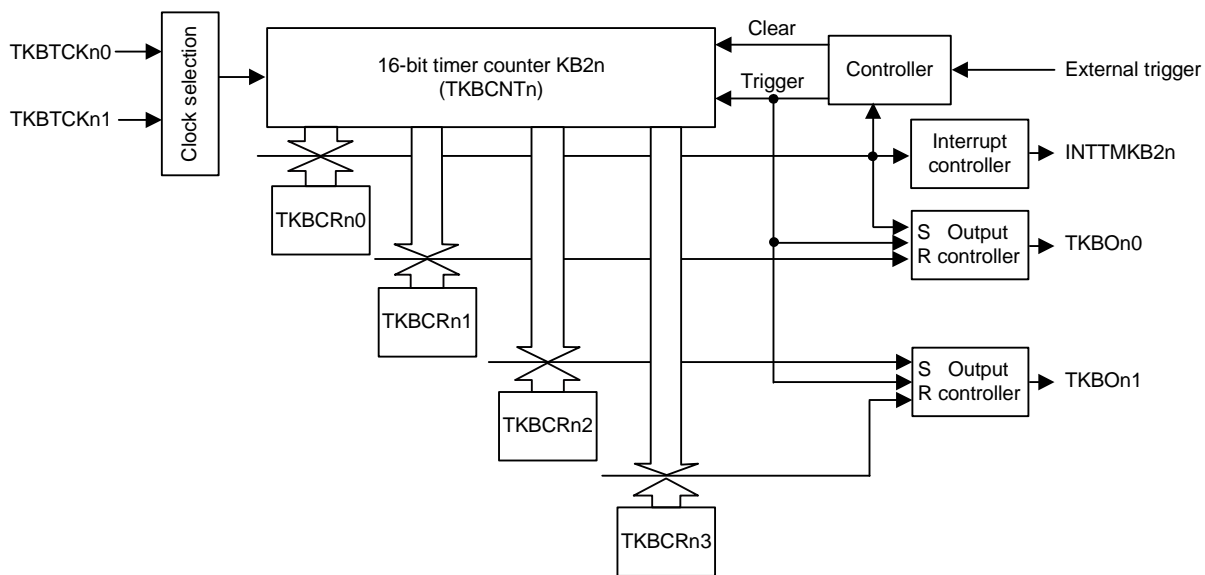 TKBTCKn0
TKBTCKn1
Clock selection
16-bit timer counter KB2n
(TKBCNTn)
Clear
Trigger
Controller
External trigger
Interrupt
controller
INTTMKB2n
TKBCRn0
S Output
R controller
TKBOn0
TKBCRn1
S Output
R controller
TKBOn1
TKBCRn2
TKBCRn3